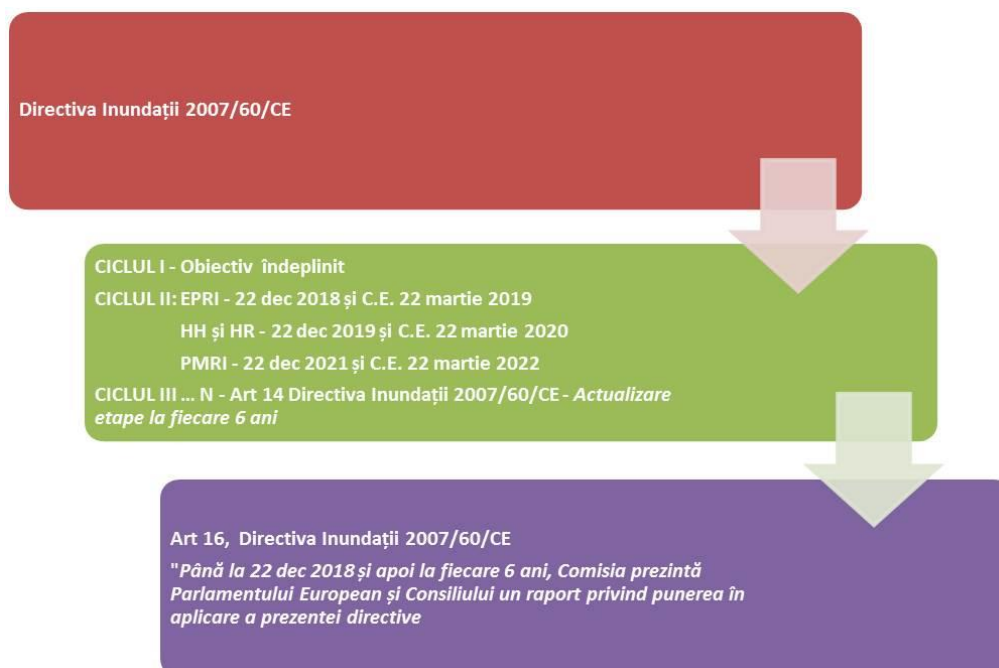 Directiva Inundații 2007/60/CE
CICLUL I - Obiectiv îndeplinit
CICLUL II: EPRI - 22 dec 2018 și C.E. 22 martie 2019
HH și HR - 22 dec 2019 și C.E. 22 martie 2020
PMRI - 22 dec 2021 și C.E. 22 martie 2022
CICLUL III ... N - Art 14 Directiva Inundații 2007/60/CE - Actualizare
etape la fiecare 6 ani
Art 16, Directiva Inundații 2007/60/CE
"Până la 22 dec 2018 și apoi la fiecare 6 ani, Comisia prezintă
Parlamentului European și Consiliului un raport privind punerea în
aplicare a prezentei directive